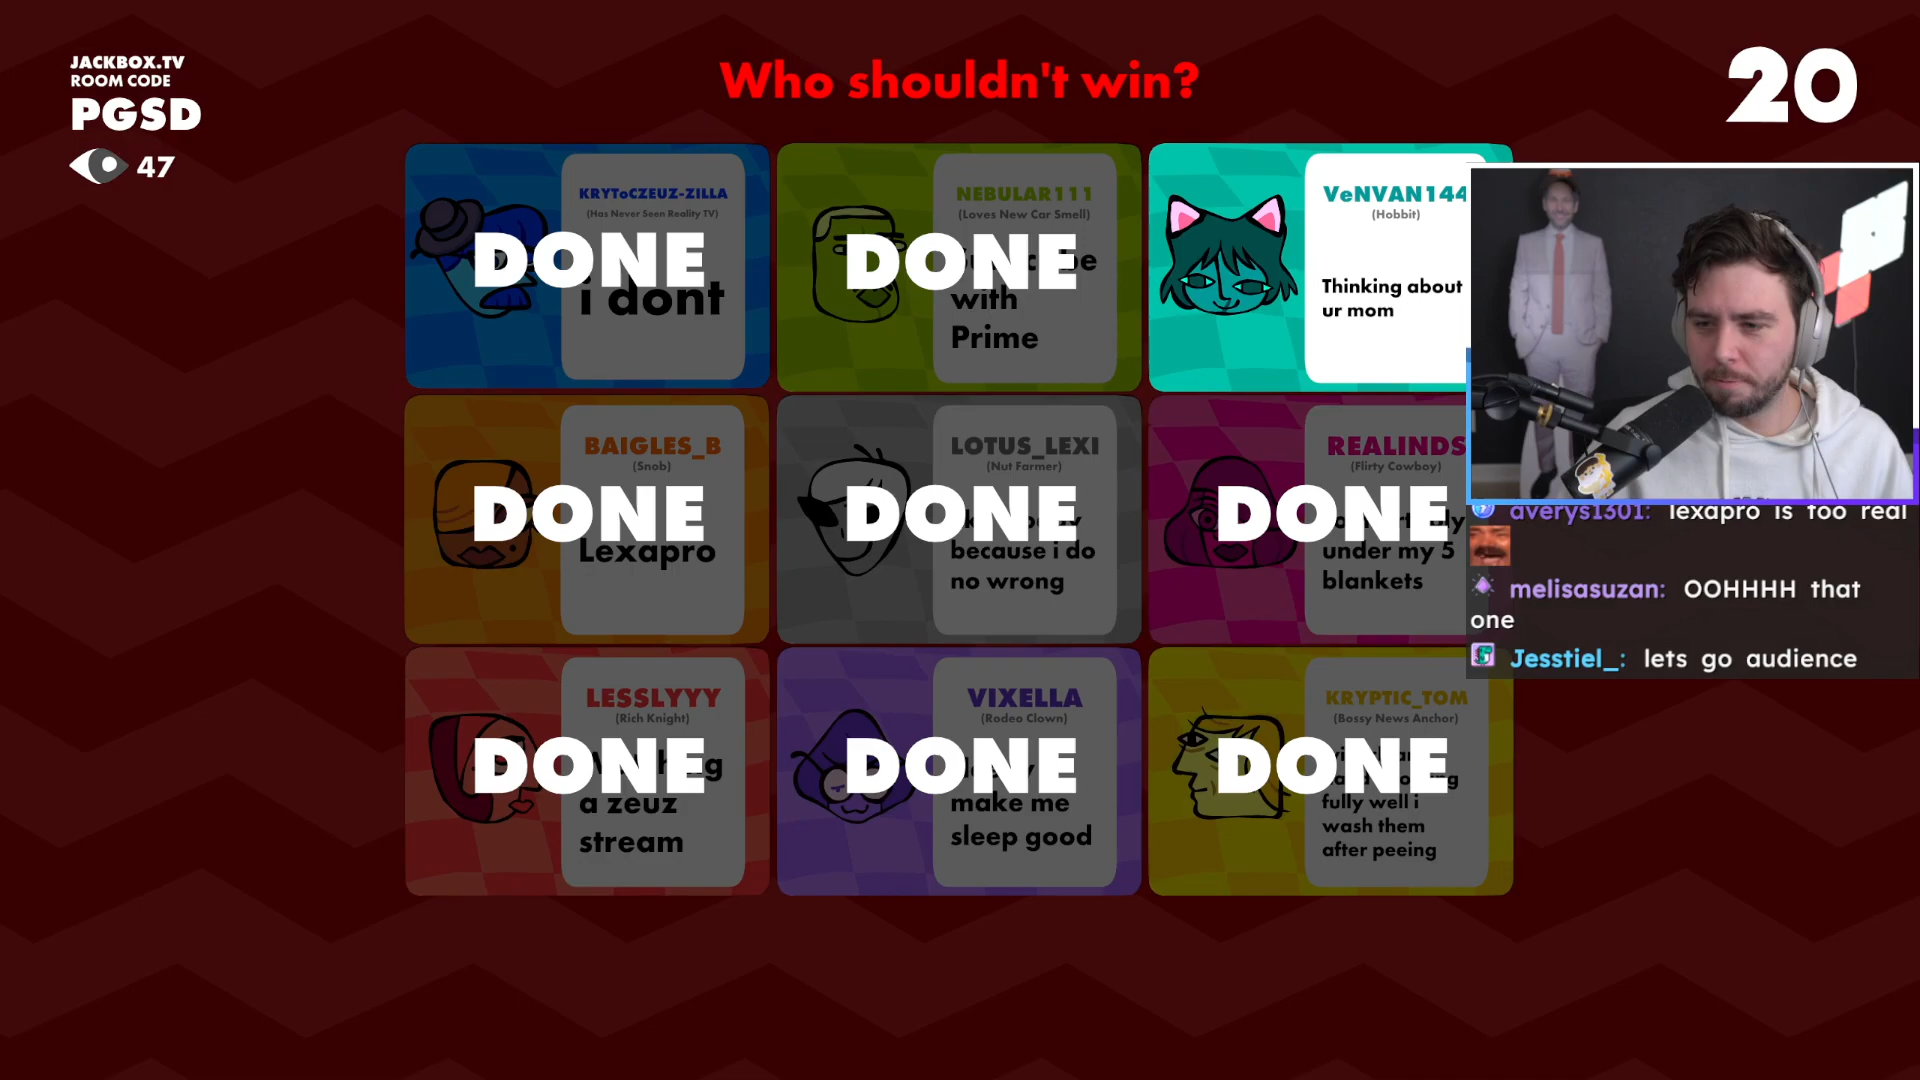 JACKBOX.TV
ROOM CODE
PGSD
47
Who shouldn't win?
20
KRYToCZEUZ-ZILLA
(Has Never Seen Reality TV)
DONE
i dont
NEBULAR111
(Loves New Car Smell)
DONE
with
Prime
VeNVAN144
(Hobbit)
Thinking about
ur mom
BAIGLES_B
(Snob)
DONE
Lexapro
LOTUS_LEXI
(Nut Farmer)
DONE
because i do
no wrong
REALINDS
(Flirty Cowboy)
DONE
under my 5
blankets
LESSLYYY
(Rich Knight)
DONE
a zeuz
stream
VIXELLA
(Rodeo Clown)
DONE
make me
sleep good
KRYPTIC_TOM
(Bossy News Anchor)
DONE
fully well i
wash them
after peeing
averys1301: lexapro is too real
melisasuzan: OOHHHH that
one
Jesstiel_: lets go audience